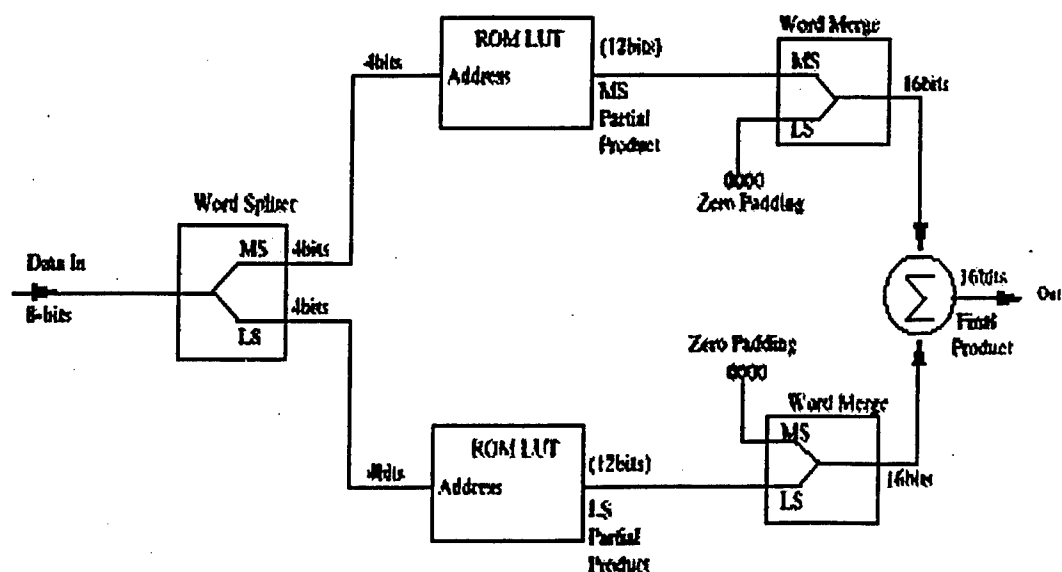 Word Merge
ROM LUT
(12bits)
4bits
Address
MS
16bits
MS
Partial
Product
LS
0000
Zero Padding
Word Splitter
MS
4bits
Data In
8-bits
4bits
LS
16bits
Out
Final
Product
Zero Padding
0000
Word Merge
ROM LUT
(12bits)
MS
4bits
Address
16bits
LS
LS
Partial
Product
Σ